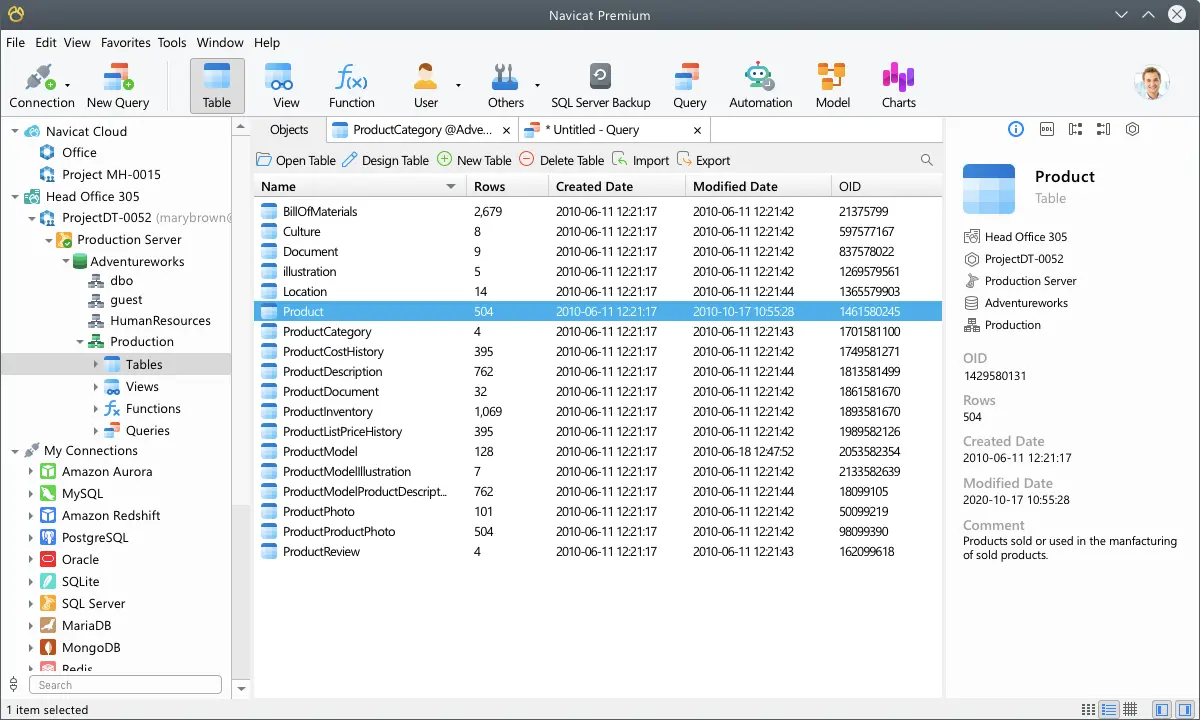 Navicat Premium
File Edit View Favorites Tools Window Help
Connection New Query Table View Function User Others SQL Server Backup Query Automation Model Charts
Navicat Cloud
Office
Project MH-0015
Head Office 305
ProjectDT-0052 (marybrown@
Production Server
Adventureworks
dbo
guest
HumanResources
Production
Tables
Views
Functions
Queries
My Connections
Amazon Aurora
MySQL
Amazon Redshift
PostgreSQL
Oracle
SQLite
SQL Server
MariaDB
MongoDB
Redis
Search
1 item selected
Objects ProductCategory @Adve... * Untitled - Query
Open Table Design Table New Table Delete Table Import Export
Name Rows Created Date Modified Date OID
BillOfMaterials 2,679 2010-06-11 12:21:17 2010-06-11 12:21:42 21375799
Culture 8 2010-06-11 12:21:17 2010-06-11 12:21:42 597577167
Document 9 2010-06-11 12:21:17 2010-06-11 12:21:42 837578022
illustration 5 2010-06-11 12:21:17 2010-06-11 12:21:42 1269579561
Location 14 2010-06-11 12:21:17 2010-06-11 12:21:44 1365579903
Product 504 2010-06-11 12:21:17 2010-10-17 10:55:28 1461580245
ProductCategory 4 2010-06-11 12:21:17 2010-06-11 12:21:43 1701581100
ProductCostHistory 395 2010-06-11 12:21:17 2010-06-11 12:21:42 1749581271
ProductDescription 762 2010-06-11 12:21:17 2010-06-11 12:21:44 1813581499
ProductDocument 32 2010-06-11 12:21:17 2010-06-11 12:21:42 1861581670
ProductInventory 1,069 2010-06-11 12:21:17 2010-06-11 12:21:42 1893581670
ProductListPriceHistory 395 2010-06-11 12:21:17 2010-06-11 12:21:42 1989582126
ProductModel 128 2010-06-11 12:21:17 2010-06-18 12:47:52 2053582354
ProductModelIllustration 7 2010-06-11 12:21:17 2010-06-11 12:21:42 2133582639
ProductModelProductDescript... 762 2010-06-11 12:21:17 2010-06-11 12:21:44 18099105
ProductPhoto 101 2010-06-11 12:21:17 2010-06-11 12:21:42 50099219
ProductProductPhoto 504 2010-06-11 12:21:17 2010-06-11 12:21:42 98099390
ProductReview 4 2010-06-11 12:21:17 2010-06-11 12:21:43 162099618
DDL
Product
Table
Head Office 305
ProjectDT-0052
Production Server
Adventureworks
Production
OID
1429580131
Rows
504
Created Date
2010-06-11 12:21:17
Modified Date
2020-10-17 10:55:28
Comment
Products sold or used in the manfacturing
of sold products.